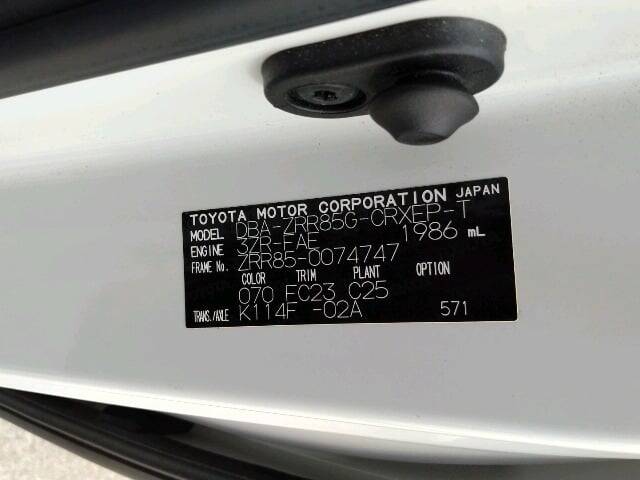 TOYOTA MOTOR CORPORATION JAPAN
MODEL DBA-ZRR85G-CRXEP-T
ENGINE 3ZR-FAE 1986 mL
FRAME No. ZRR85-0074747
COLOR TRIM PLANT OPTION
070 FC23 C25
TRANS./AXLE K114F -02A 571